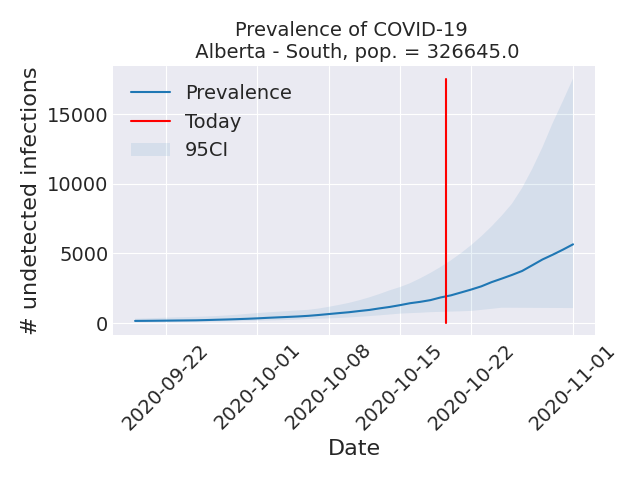 Prevalence of COVID-19
Alberta - South, pop. = 326645.0
# undetected infections
15000
10000
5000
0
Prevalence
Today
95CI
2020-09-22
2020-10-01
2020-10-08
2020-10-15
2020-10-22
2020-11-01
Date